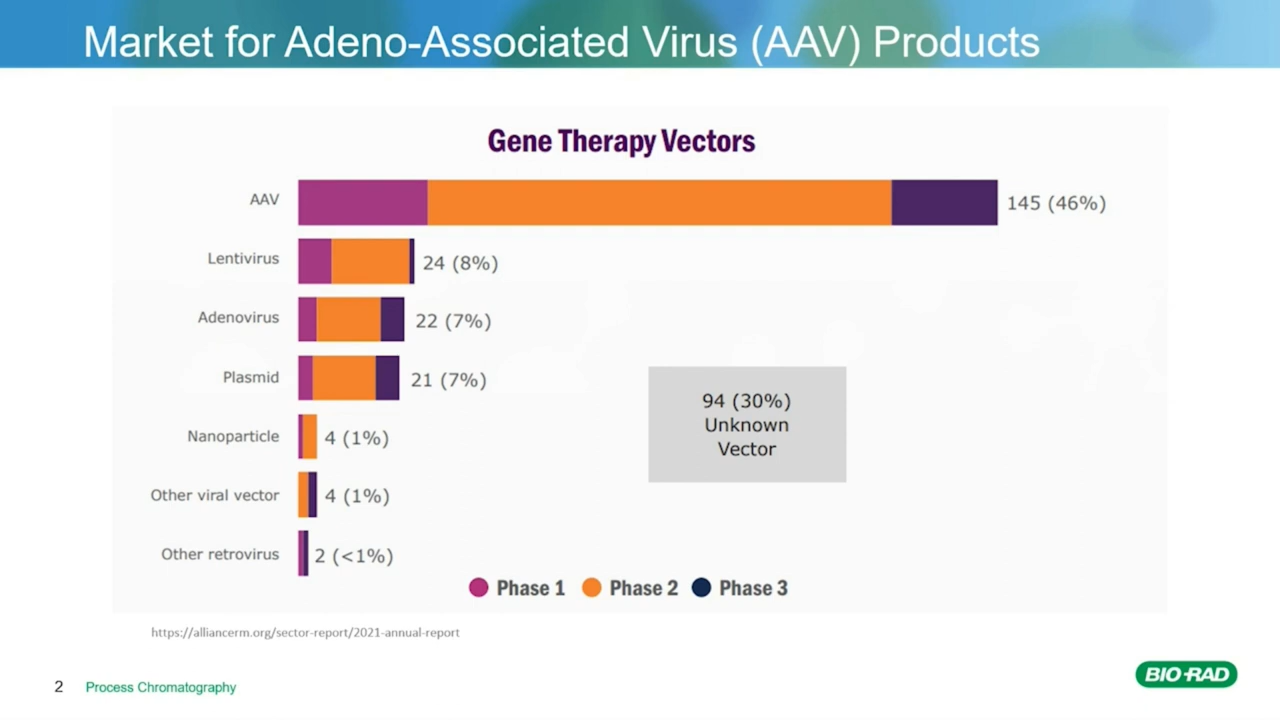 Market for Adeno-Associated Virus (AAV) Products
Gene Therapy Vectors
AAV
145 (46%)
Lentivirus
24 (8%)
Adenovirus
22 (7%)
Plasmid
21 (7%)
94 (30%)
Unknown
Vector
Nanoparticle
4 (1%)
Other viral vector
4 (1%)
Other retrovirus
2 (<1%)
Phase 1 Phase 2 Phase 3
https://alliancerm.org/sector-report/2021-annual-report
2 Process Chromatography
BIO-RAD